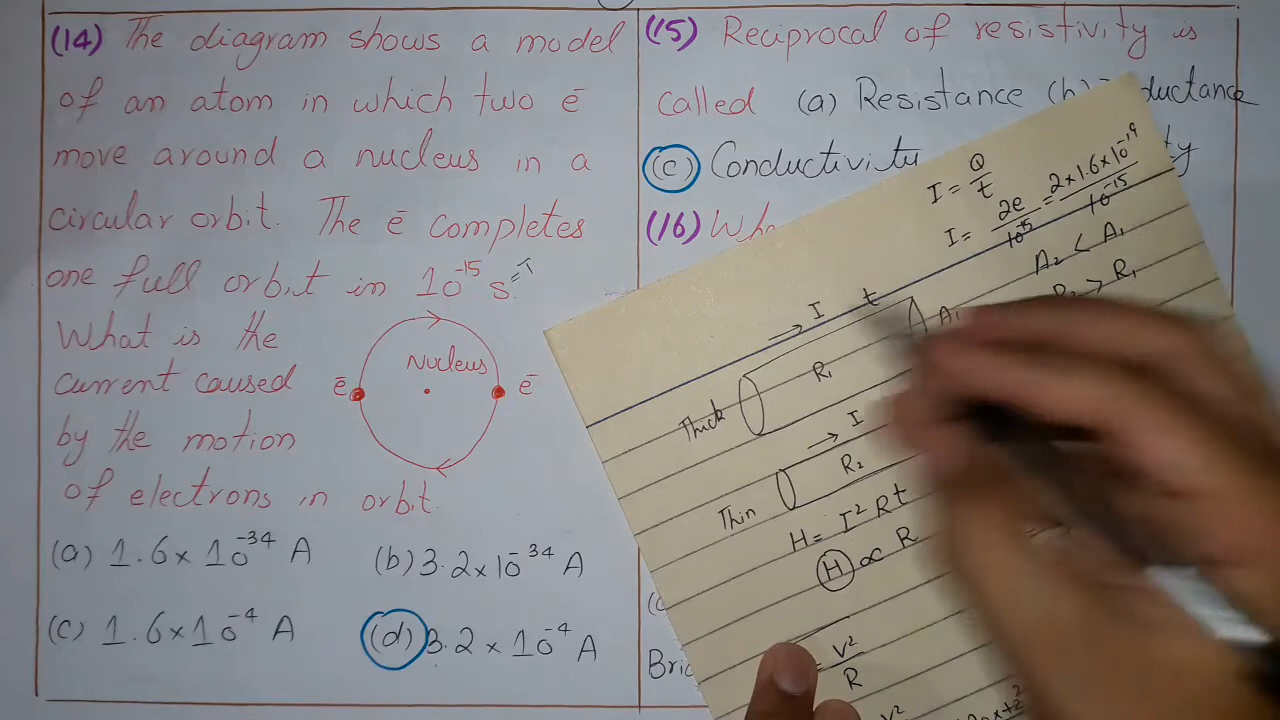 (14) The diagram shows a model
of an atom in which two e̅
move around a nucleus in a
circular orbit. The e̅ completes
one full orbit in 10⁻¹⁵ s. = T
What is the
current caused
by the motion
of electrons in orbit.
Nucleus
e̅
e̅
(a) 1.6 × 10⁻³⁴ A (b) 3.2 × 10⁻³⁴ A
(c) 1.6 × 10⁻⁴ A (d) 3.2 × 10⁻⁴ A
(15) Reciprocal of resistivity is
called (a) Resistance
(c) Conductivity
(16)
I = Q/t
I = 2e/10⁻¹⁵ = 2×1.6×10⁻¹⁹/10⁻¹⁵
A₂ < A₁
R₂ > R₁
I t
A₁
R₁
Thick
I
R₂
Thin
H = I² R t
H ∝ R
= V²/R
V²